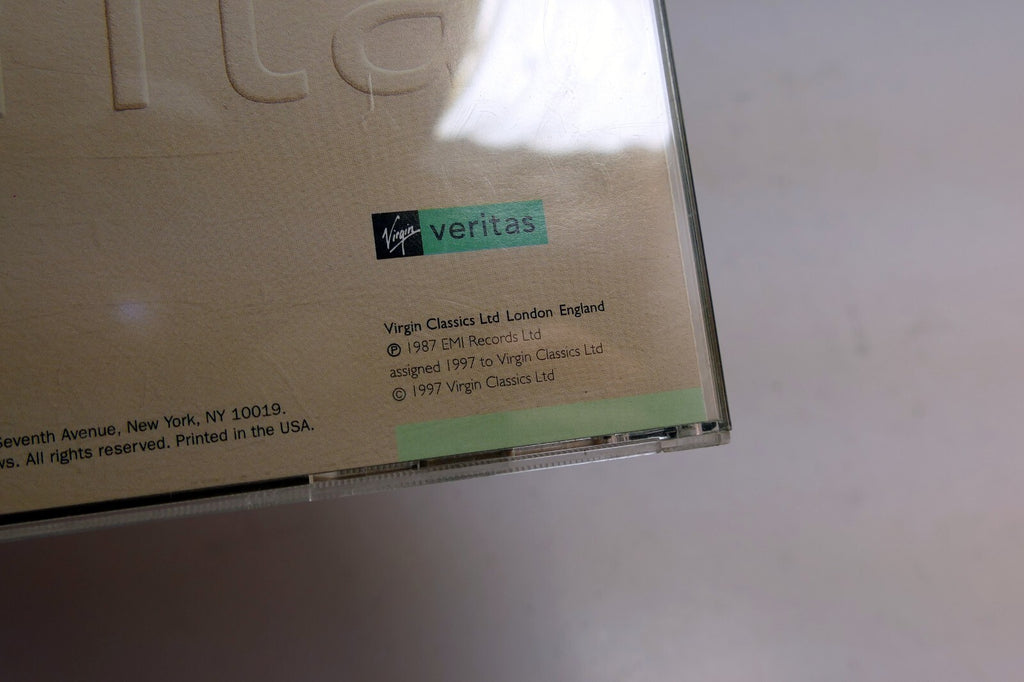 ita
Virgin veritas
Virgin Classics Ltd London England
℗ 1987 EMI Records Ltd
assigned 1997 to Virgin Classics Ltd
© 1997 Virgin Classics Ltd
Seventh Avenue, New York, NY 10019.
ws. All rights reserved. Printed in the USA.